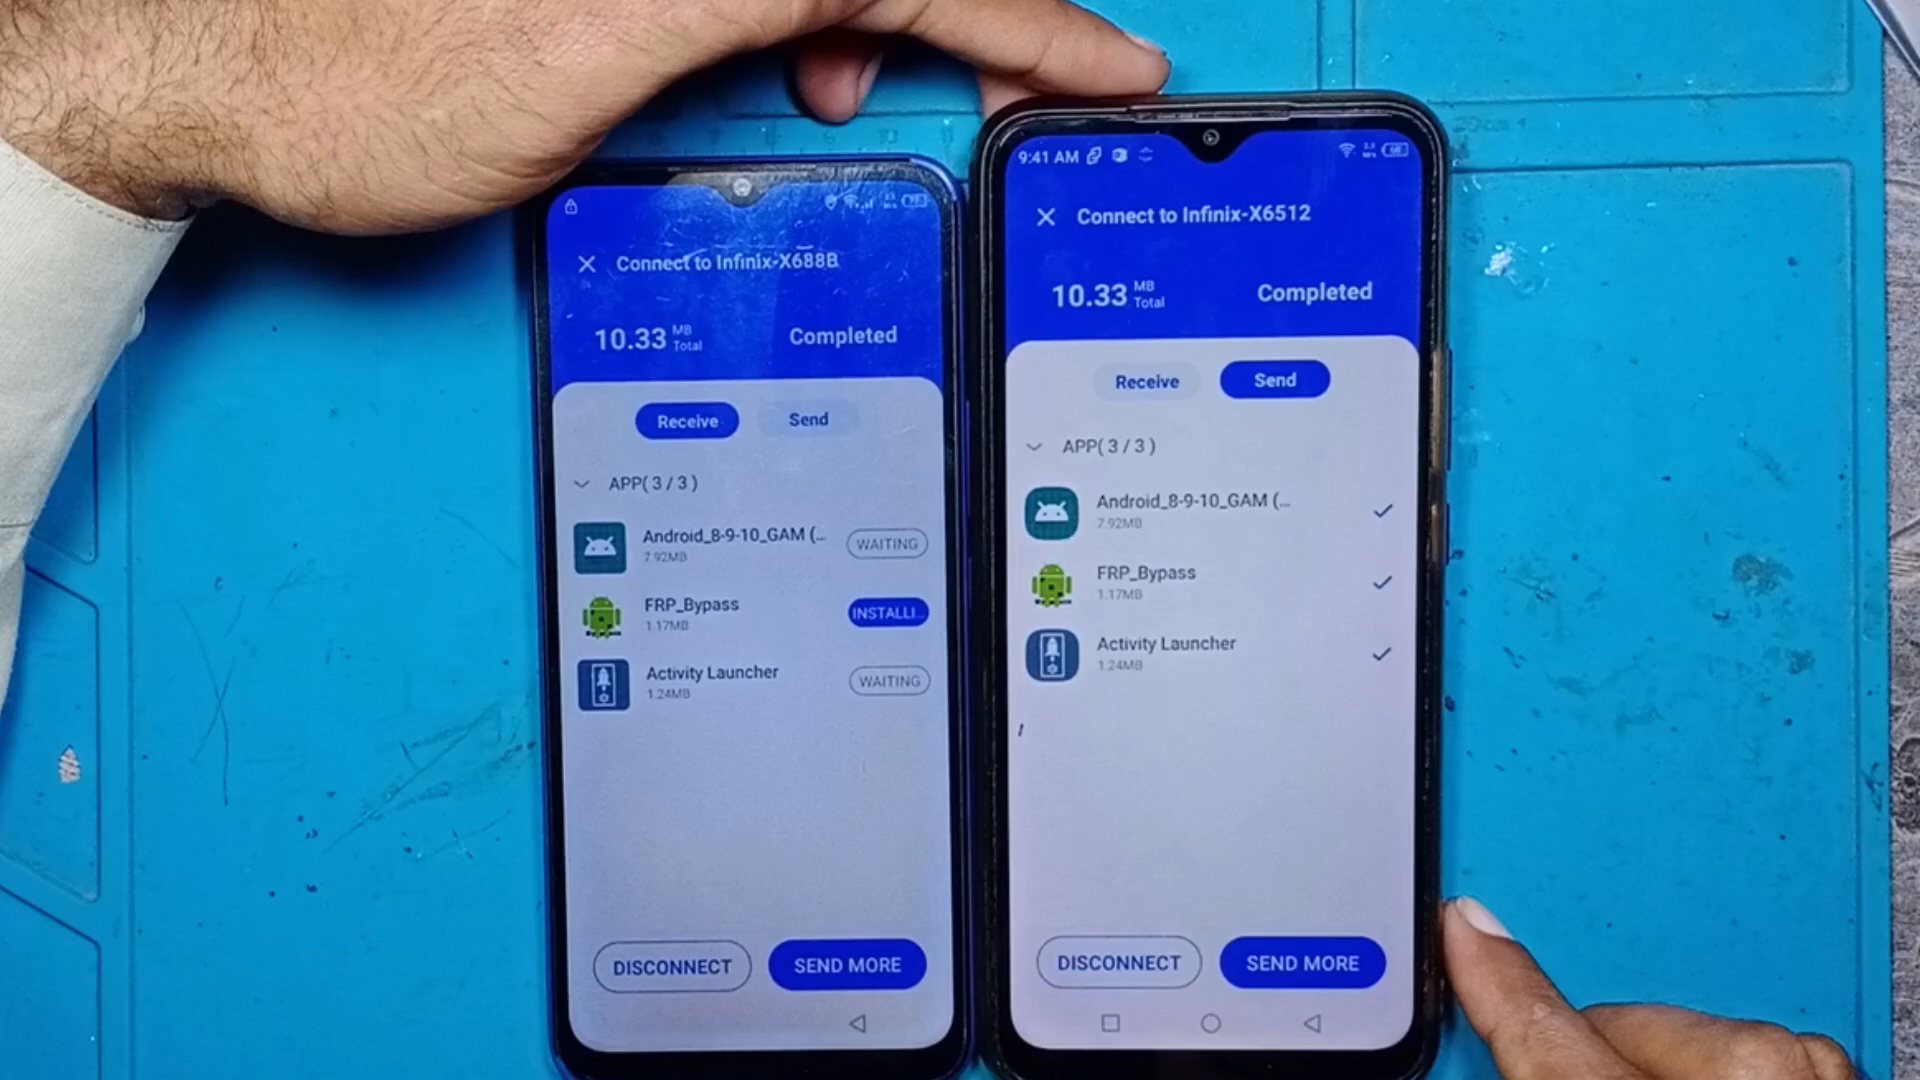 Connect to Infinix-X688B
10.33 MB Total
Completed
Receive
Send
APP( 3 / 3 )
Android_8-9-10_GAM (...
7.92MB
WAITING
FRP_Bypass
1.17MB
INSTALLI...
Activity Launcher
1.24MB
WAITING
DISCONNECT
SEND MORE
9:41 AM
Connect to Infinix-X6512
10.33 MB Total
Completed
Receive
Send
APP( 3 / 3 )
Android_8-9-10_GAM (...
7.92MB
FRP_Bypass
1.17MB
Activity Launcher
1.24MB
DISCONNECT
SEND MORE